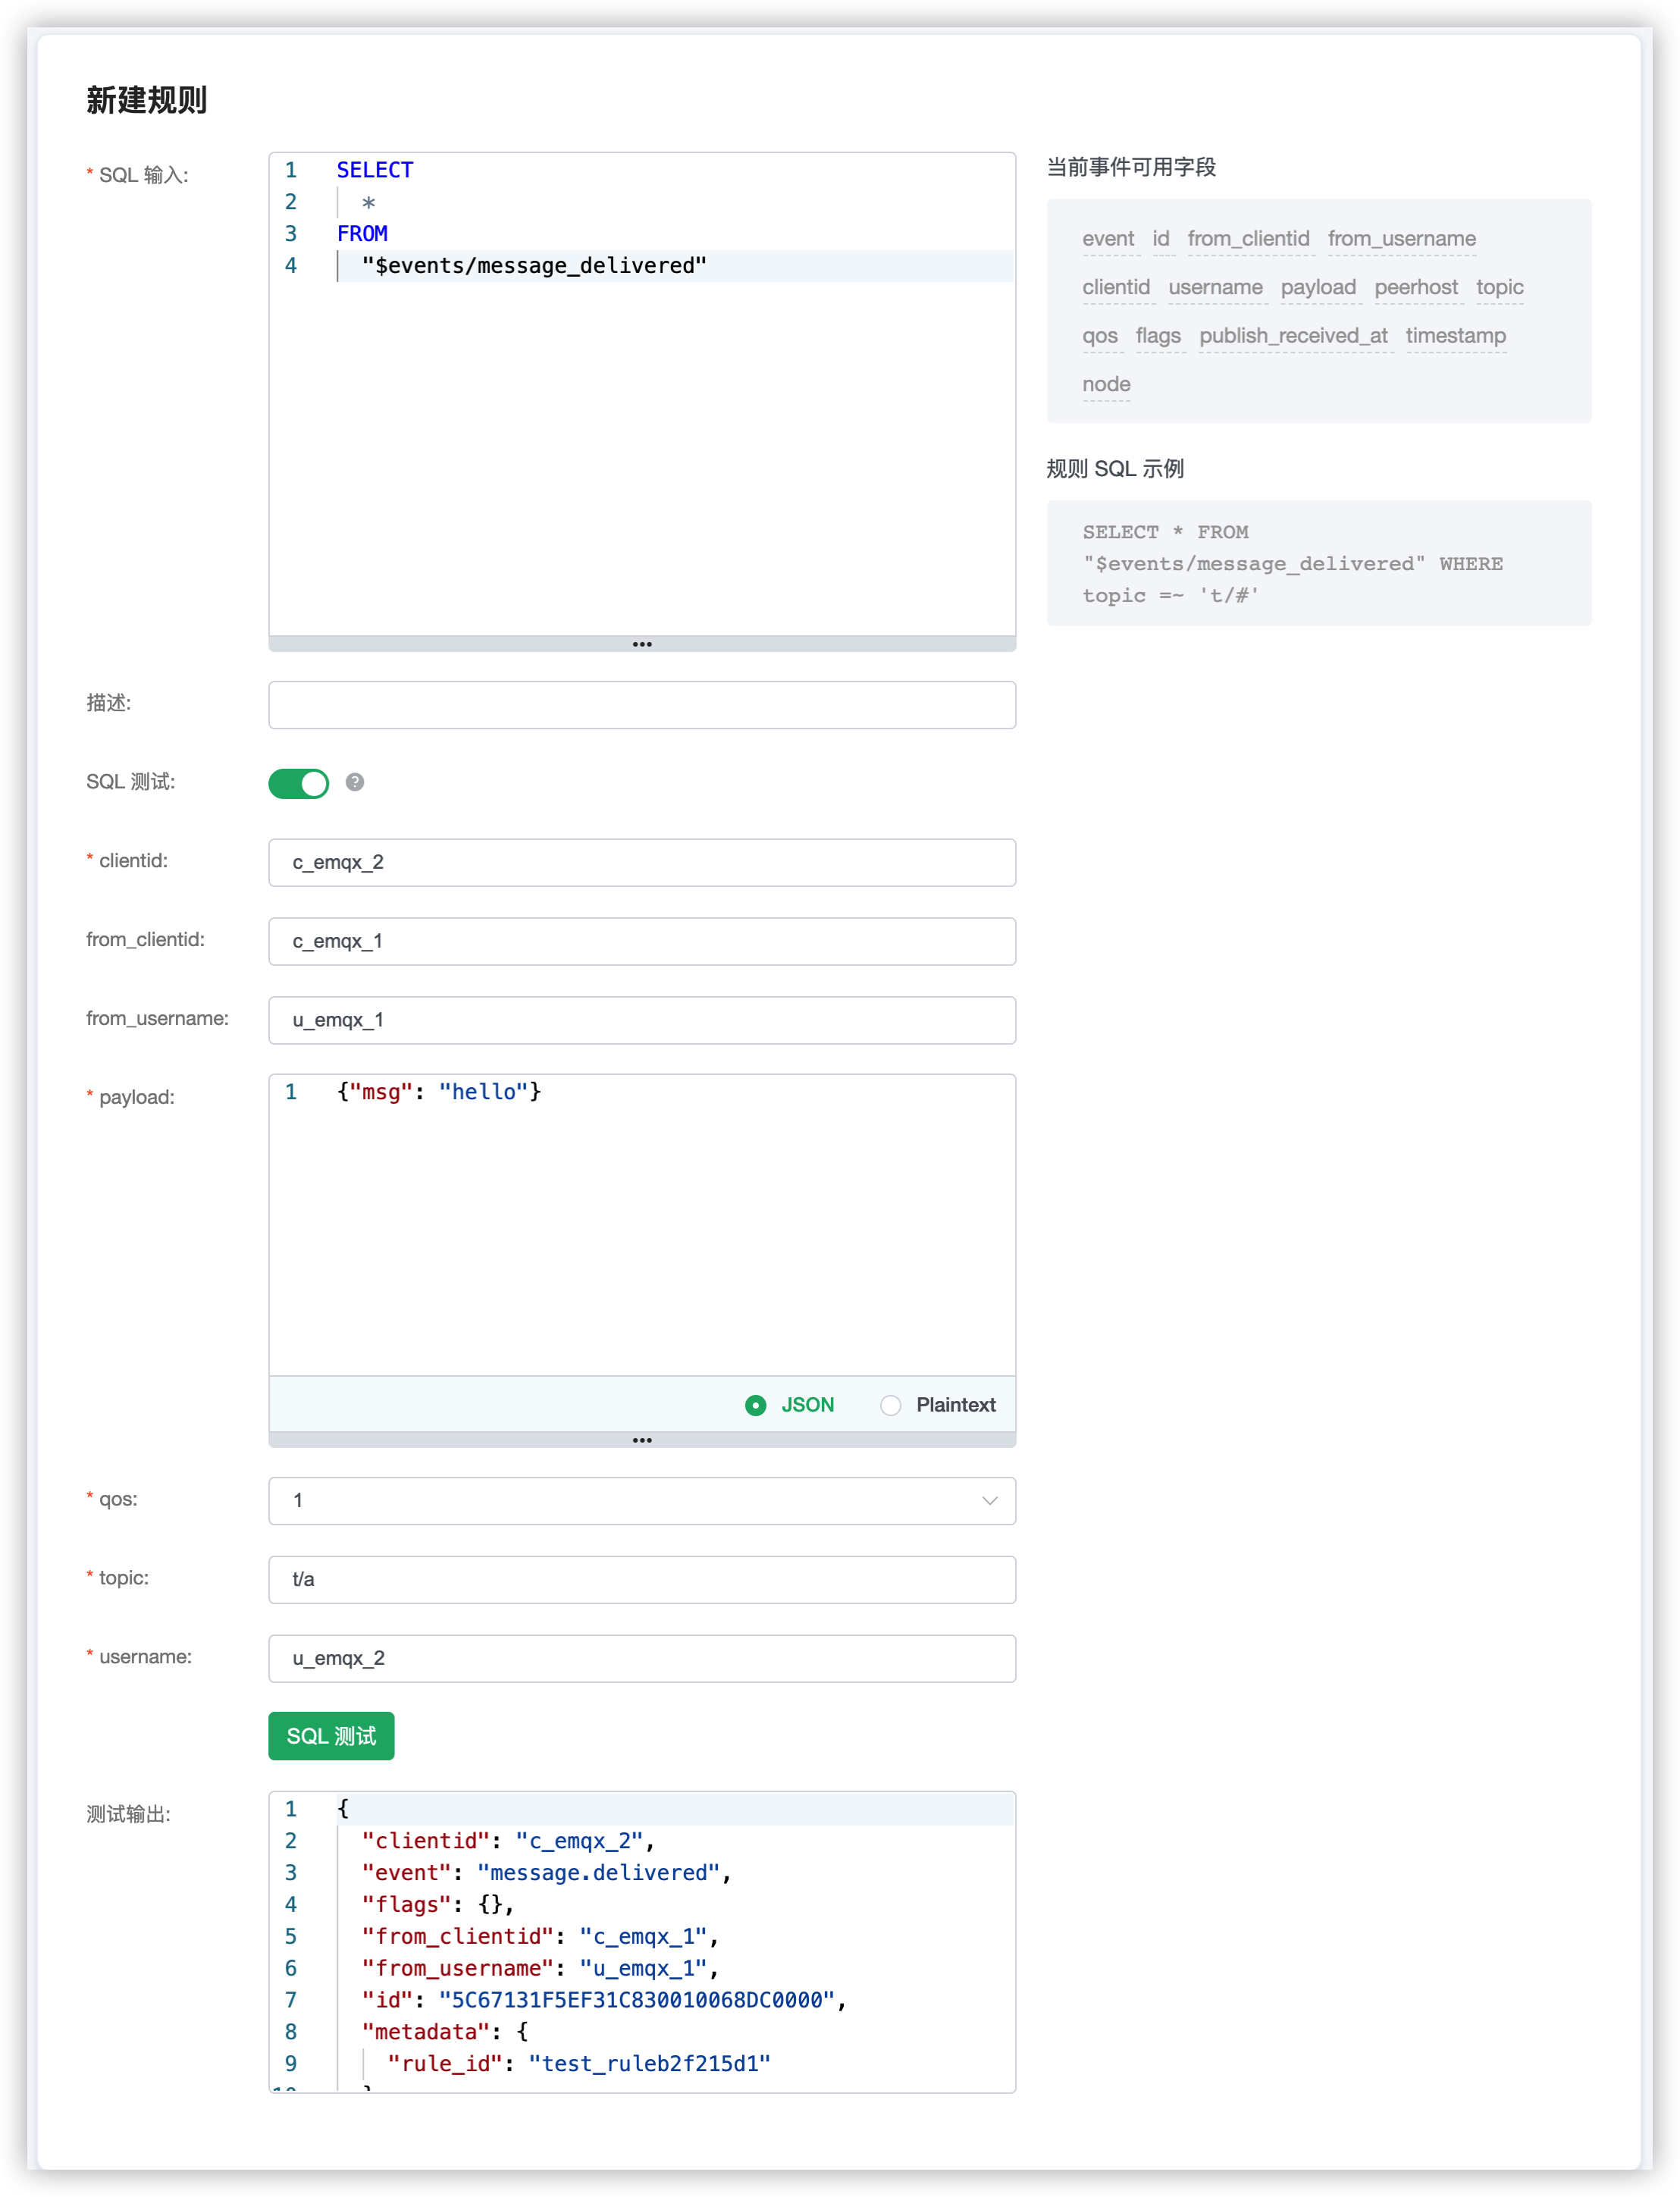 新建规则
* SQL 输入:
1 SELECT
2 *
3 FROM
4 "$events/message_delivered"
当前事件可用字段
event id from_clientid from_username
clientid username payload peerhost topic
qos flags publish_received_at timestamp
node
规则 SQL 示例
SELECT * FROM
"$events/message_delivered" WHERE
topic =~ 't/#'
描述:
SQL 测试:
* clientid: c_emqx_2
from_clientid: c_emqx_1
from_username: u_emqx_1
* payload:
1 {"msg": "hello"}
JSON Plaintext
* qos: 1
* topic: t/a
* username: u_emqx_2
SQL 测试
测试输出:
1 {
2 "clientid": "c_emqx_2",
3 "event": "message.delivered",
4 "flags": {},
5 "from_clientid": "c_emqx_1",
6 "from_username": "u_emqx_1",
7 "id": "5C67131F5EF31C830010068DC0000",
8 "metadata": {
9 "rule_id": "test_ruleb2f215d1"